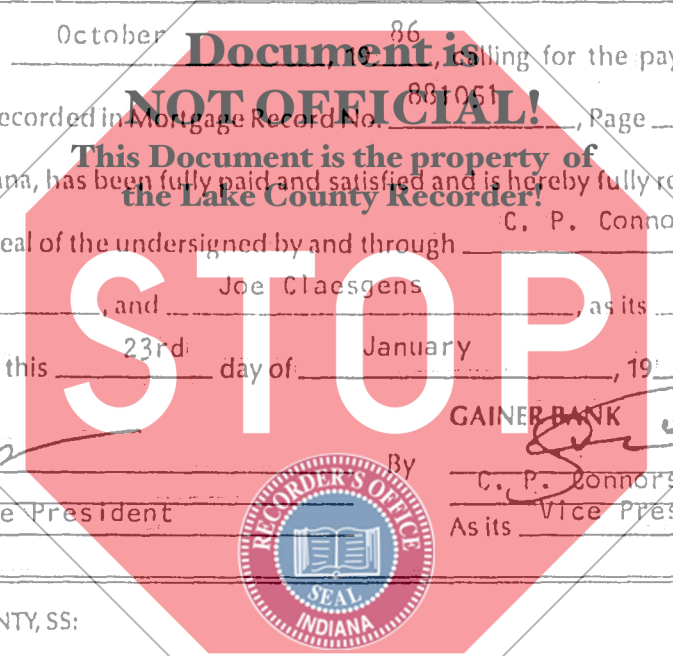 October 86
Document is
, 19 , calling for the pay
NOT OFFICIAL!
881061
ecorded in Mortgage Record No. , Page
This Document is the property of
ana, has been fully paid and satisfied and is hereby fully re
the Lake County Recorder!
C. P. Conno
eal of the undersigned by and through
Joe Claesgens
, and , as its
STOP
this 23rd day of January , 19
GAINER BANK
By C. P. Connors
e President
As its Vice Pres
RECORDER'S OFFICE
SEAL
INDIANA
NTY, SS: